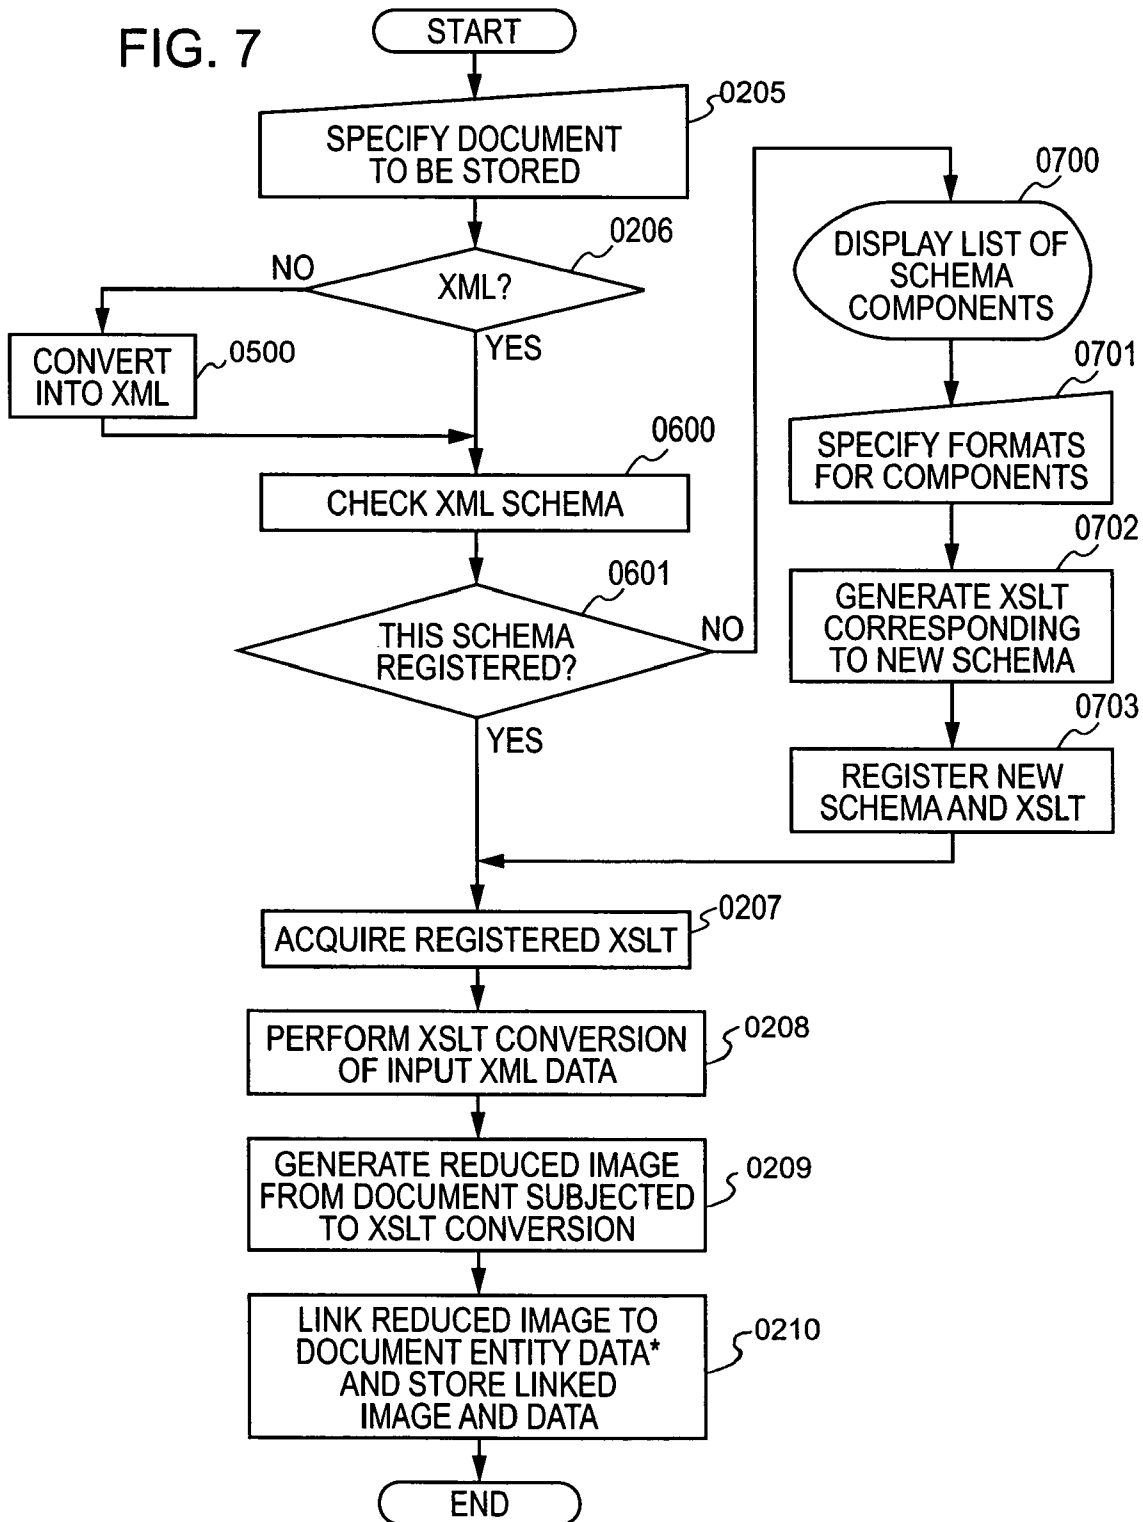 FIG. 7
START
0205
SPECIFY DOCUMENT
TO BE STORED
0206
NO
XML?
YES
CONVERT
INTO XML
0500
0600
CHECK XML SCHEMA
0601
THIS SCHEMA
REGISTERED?
NO
YES
0700
DISPLAY LIST OF
SCHEMA
COMPONENTS
0701
SPECIFY FORMATS
FOR COMPONENTS
0702
GENERATE XSLT
CORRESPONDING
TO NEW SCHEMA
0703
REGISTER NEW
SCHEMA AND XSLT
0207
ACQUIRE REGISTERED XSLT
0208
PERFORM XSLT CONVERSION
OF INPUT XML DATA
0209
GENERATE REDUCED IMAGE
FROM DOCUMENT SUBJECTED
TO XSLT CONVERSION
0210
LINK REDUCED IMAGE TO
DOCUMENT ENTITY DATA*
AND STORE LINKED
IMAGE AND DATA
END